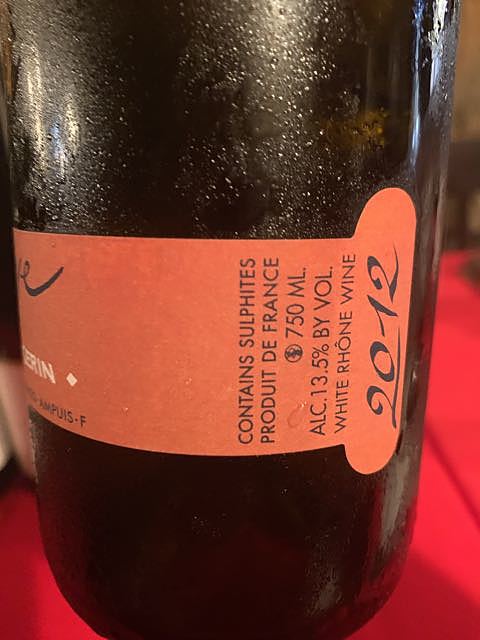 ERIN
AMPUIS-F
CONTAINS SULPHITES
PRODUIT DE FRANCE
750 ML.
ALC.13.5% BY VOL.
WHITE RHÔNE WINE
2012